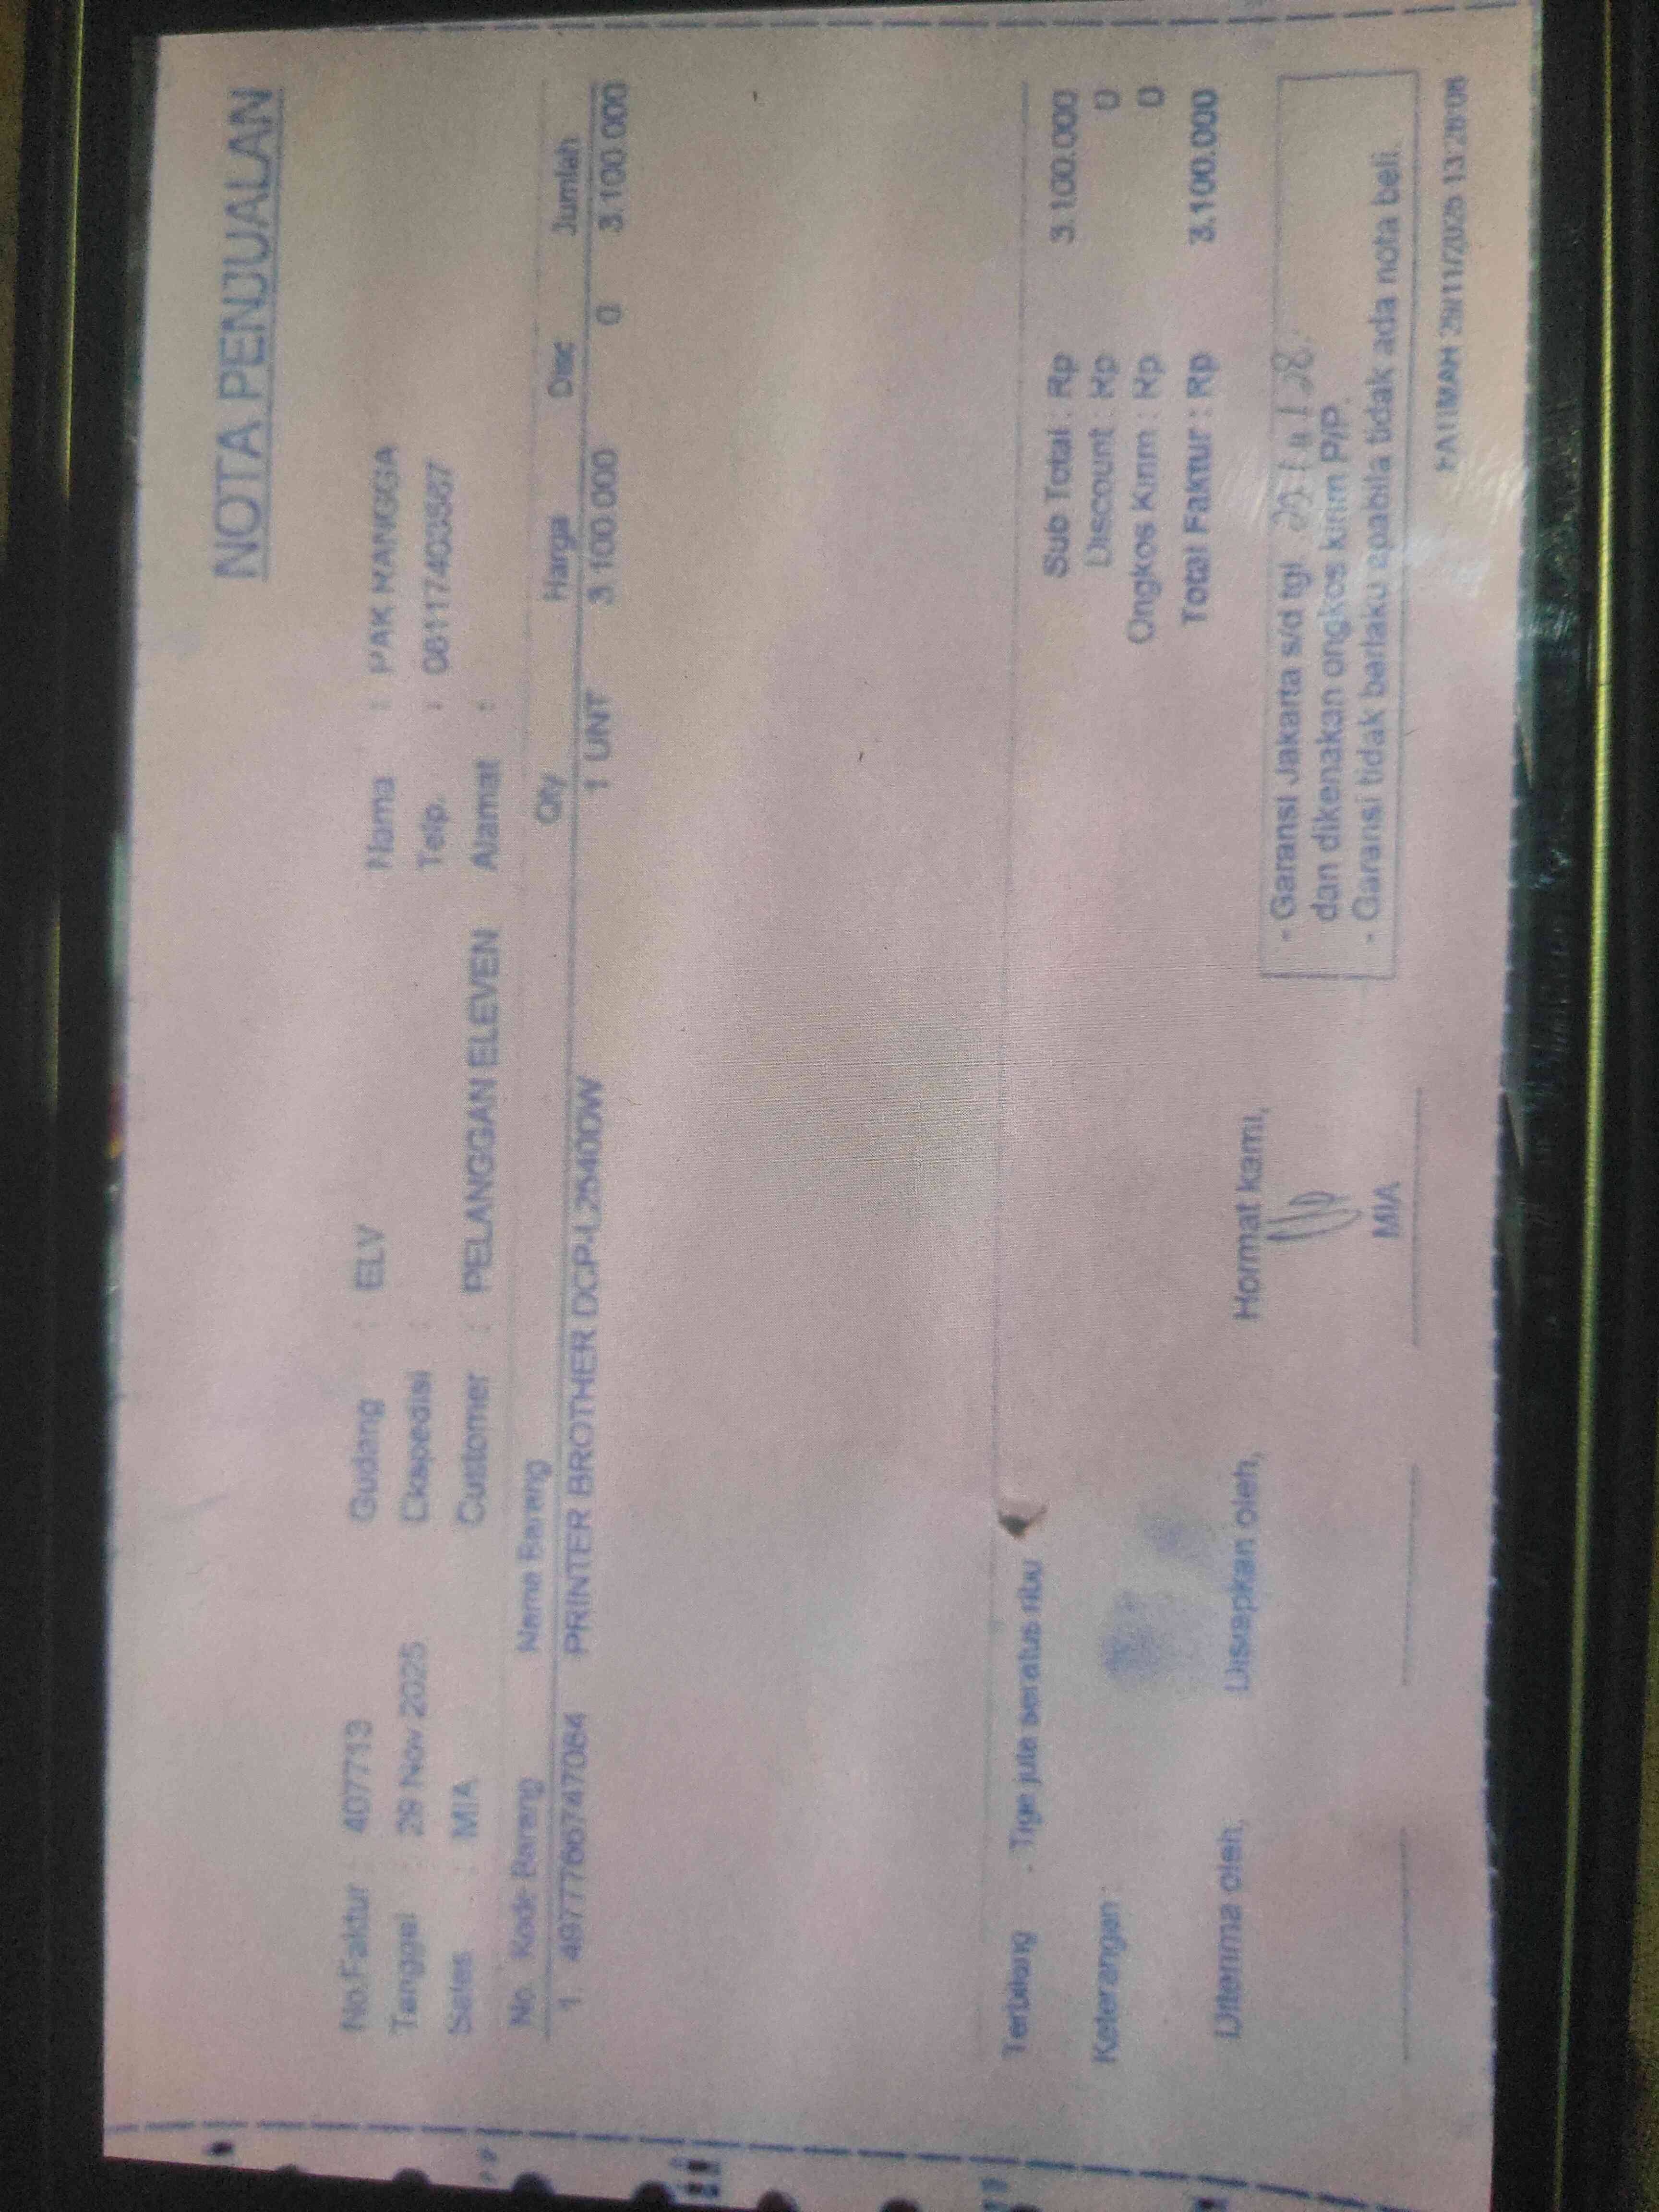 NOTA PENJUALAN
No.Faktur : 407713 Gudang : ELV Nama : PAK MANGGA
Tanggal : 29 Nov 2025 Ekspedisi : Telp. : 08117403587
Sales : MIA Customer : PELANGGAN ELEVEN Alamat :
No. Kode Barang Nama Barang Qty Harga Disc Jumlah
1. 4977766747084 PRINTER BROTHER DCP-L2540DW 1 UNT 3.100.000 0 3.100.000
Terbilang : Tiga juta seratus ribu Sub Total : Rp 3.100.000
Keterangan : Discount : Rp 0
Ongkos Kirim : Rp 0
Total Faktur : Rp 3.100.000
Diterima oleh, Disiapkan oleh, Hormat kami,
- Garansi Jakarta s/d tgl
dan dikenakan ongkos kirim P/P.
- Garansi tidak berlaku apabila tidak ada nota beli.
MIA
FATIMAH 29/11/2025 13:28:08